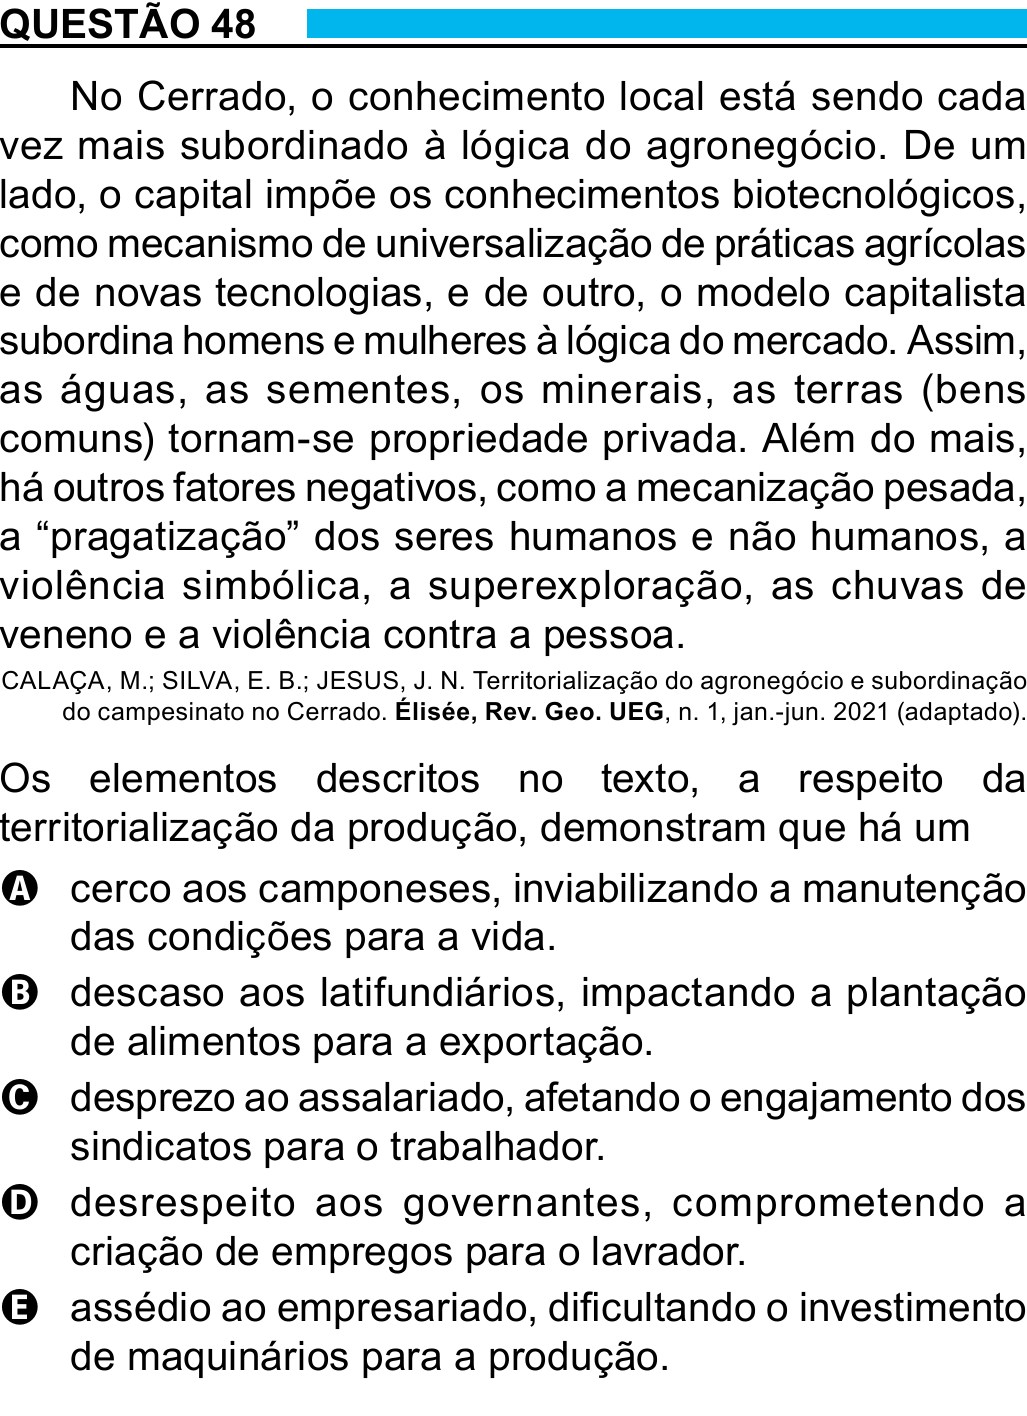 QUESTÃO 48
No Cerrado, o conhecimento local está sendo cada
vez mais subordinado à lógica do agronegócio. De um
lado, o capital impõe os conhecimentos biotecnológicos,
como mecanismo de universalização de práticas agrícolas
e de novas tecnologias, e de outro, o modelo capitalista
subordina homens e mulheres à lógica do mercado. Assim,
as águas, as sementes, os minerais, as terras (bens
comuns) tornam-se propriedade privada. Além do mais,
há outros fatores negativos, como a mecanização pesada,
a “pragatização” dos seres humanos e não humanos, a
violência simbólica, a superexploração, as chuvas de
veneno e a violência contra a pessoa.
CALAÇA, M.; SILVA, E. B.; JESUS, J. N. Territorialização do agronegócio e subordinação
do campesinato no Cerrado. Élisée, Rev. Geo. UEG, n. 1, jan.-jun. 2021 (adaptado).
Os elementos descritos no texto, a respeito da
territorialização da produção, demonstram que há um
A cerco aos camponeses, inviabilizando a manutenção
das condições para a vida.
B descaso aos latifundiários, impactando a plantação
de alimentos para a exportação.
C desprezo ao assalariado, afetando o engajamento dos
sindicatos para o trabalhador.
D desrespeito aos governantes, comprometendo a
criação de empregos para o lavrador.
E assédio ao empresariado, dificultando o investimento
de maquinários para a produção.